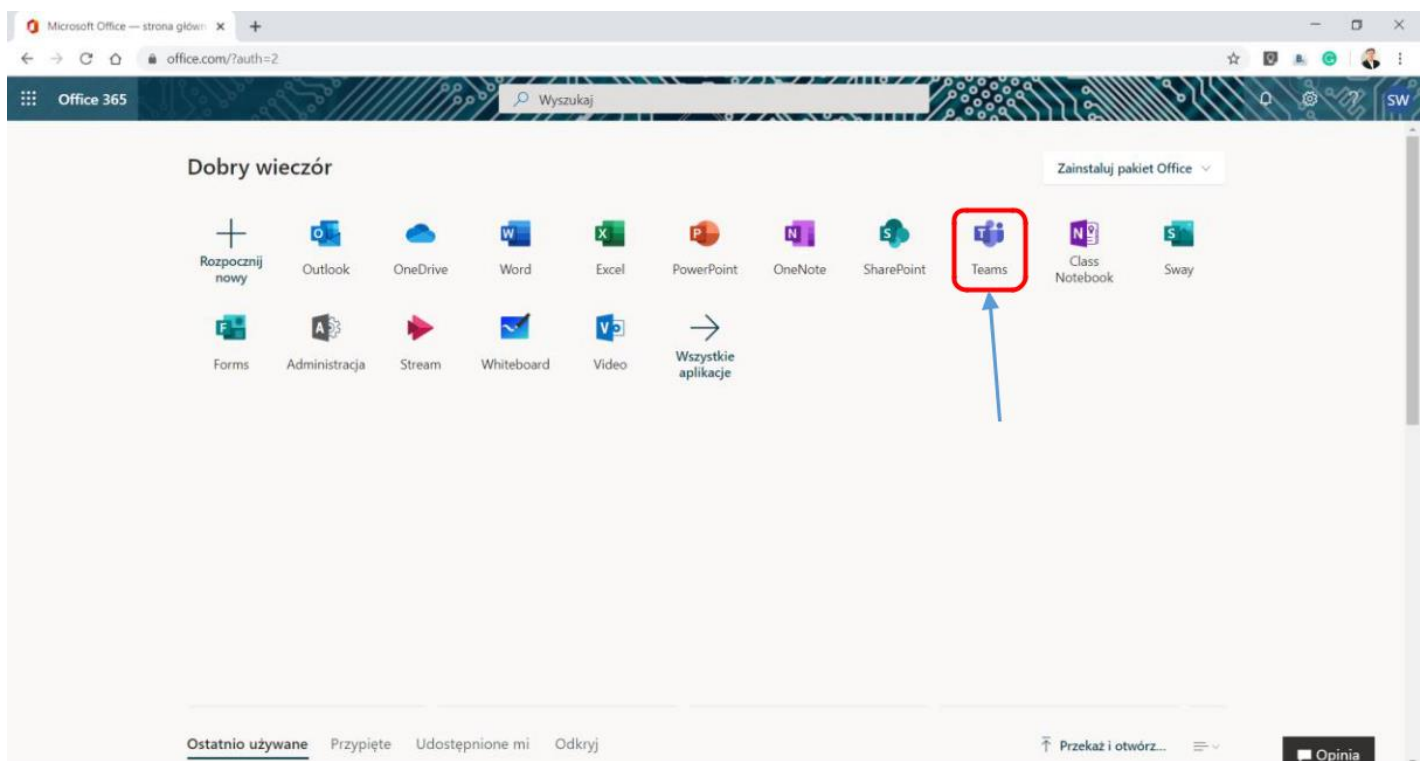 Microsoft Office — strona główn
office.com/?auth=2
Office 365
Wyszukaj
SW
Dobry wieczór
Zainstaluj pakiet Office
Rozpocznij
nowy
Outlook
OneDrive
Word
Excel
PowerPoint
OneNote
SharePoint
Teams
Class
Notebook
Sway
Forms
Administracja
Stream
Whiteboard
Video
Wszystkie
aplikacje
Ostatnio używane
Przypięte
Udostępnione mi
Odkryj
Przekaż i otwórz...
Opinia